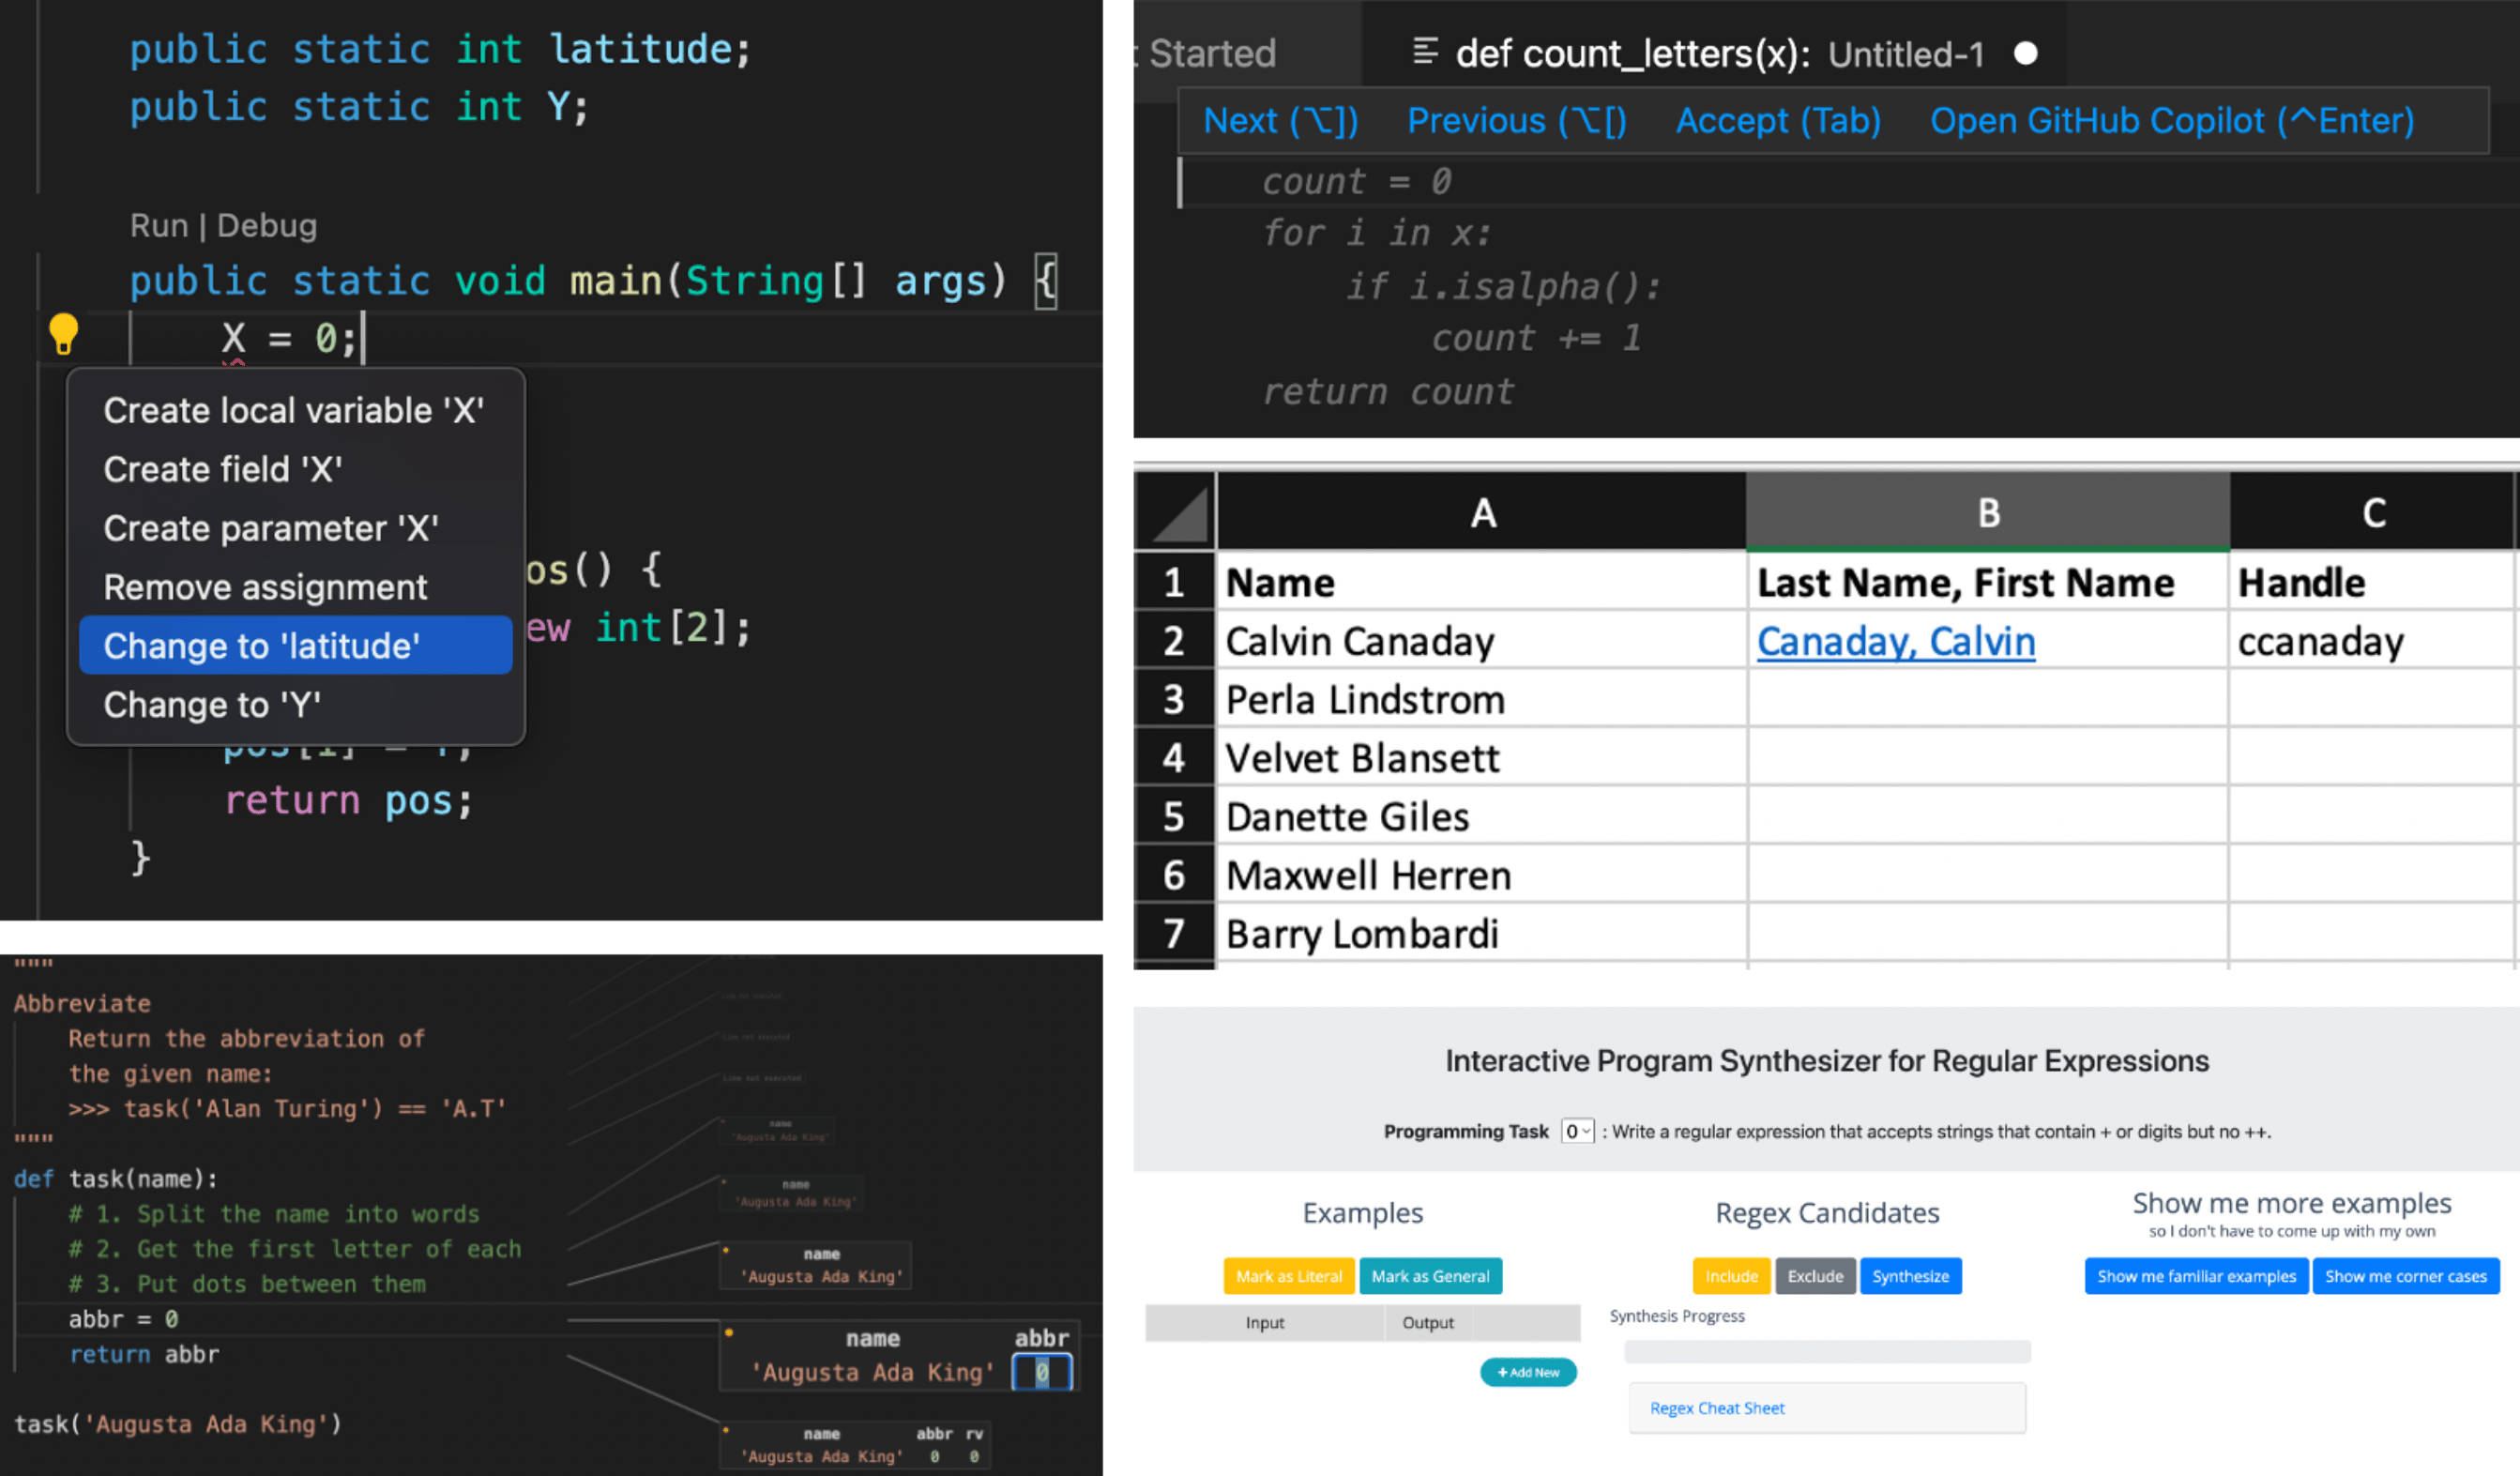 public static int latitude;
public static int Y;
Run | Debug
public static void main(String[] args) {
X = 0;
Create local variable 'X'
Create field 'X'
Create parameter 'X'
Remove assignment
Change to 'latitude'
Change to 'Y'
os() {
ew int[2];
return pos;
}
t Started
def count_letters(x): Untitled-1
Next (⌥]) Previous (⌥[) Accept (Tab) Open GitHub Copilot (^Enter)
count = 0
for i in x:
if i.isalpha():
count += 1
return count
A B C
1 Name Last Name, First Name Handle
2 Calvin Canaday Canaday, Calvin ccanaday
3 Perla Lindstrom
4 Velvet Blansett
5 Danette Giles
6 Maxwell Herren
7 Barry Lombardi
"""
Abbreviate
Return the abbreviation of
the given name:
>>> task('Alan Turing') == 'A.T'
"""
def task(name):
# 1. Split the name into words
# 2. Get the first letter of each
# 3. Put dots between them
abbr = 0
return abbr
task('Augusta Ada King')
name
'Augusta Ada King'
name
'Augusta Ada King'
name
'Augusta Ada King'
name abbr
'Augusta Ada King' 0
name abbr rv
'Augusta Ada King' 0 0
Interactive Program Synthesizer for Regular Expressions
Programming Task 0 : Write a regular expression that accepts strings that contain + or digits but no ++.
Examples
Mark as Literal Mark as General
Input Output
+ Add New
Regex Candidates
Include Exclude Synthesize
Synthesis Progress
Regex Cheat Sheet
Show me more examples
so I don't have to come up with my own
Show me familiar examples Show me corner cases